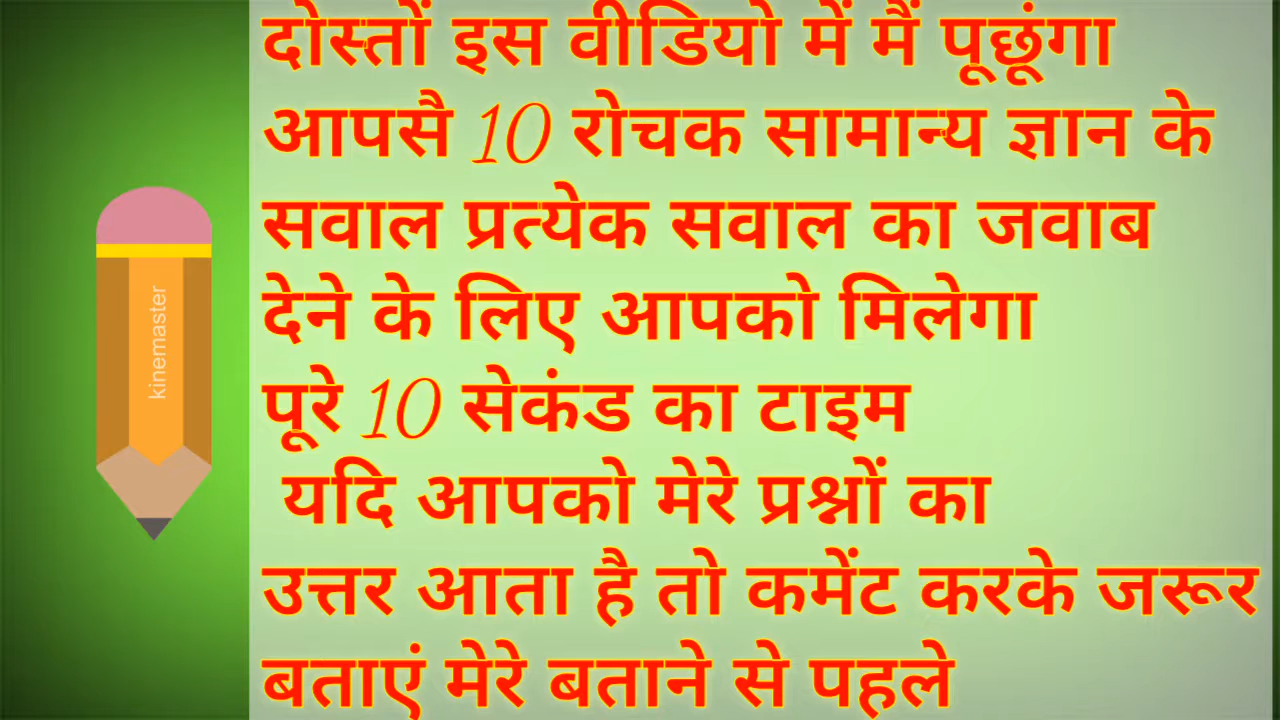 दोस्तों इस वीडियो में मैं पूछूंगा
आपसै 10 रोचक सामान्य ज्ञान के
सवाल प्रत्येक सवाल का जवाब
देने के लिए आपको मिलेगा
पूरे 10 सेकंड का टाइम
यदि आपको मेरे प्रश्नों का
उत्तर आता है तो कमेंट करके जरूर
बताएं मेरे बताने से पहले
kinemaster